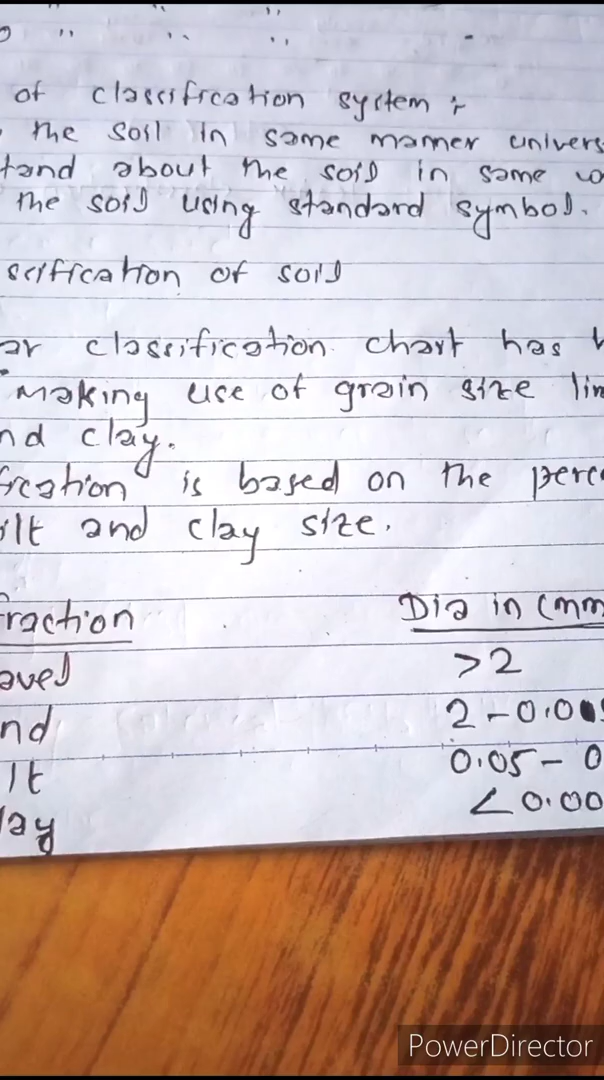 of classification system :-
the soil in same manner univers
tand about the soil in same wo
the soil using standard symbol.
ssification of soil
ar classification chart has b
making use of grain size lim
nd clay.
fication is based on the perce
ilt and clay size.
raction Dia in (mm
avel >2
nd 2-0.0
lt 0.05 - 0
lay <0.00
PowerDirector